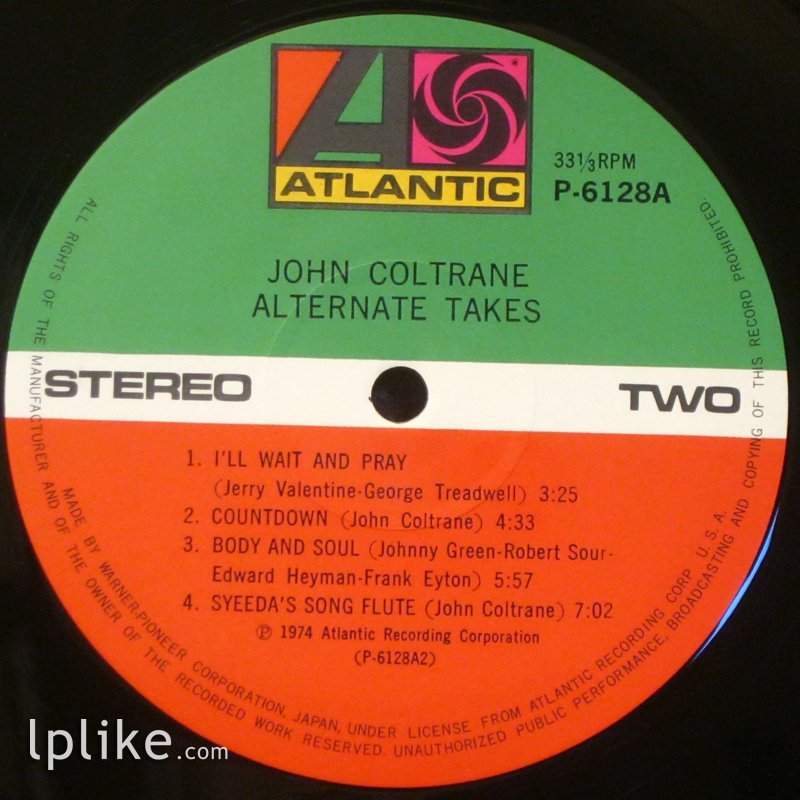 ATLANTIC
®
33⅓ RPM
P-6128A
JOHN COLTRANE
ALTERNATE TAKES
STEREO
TWO
1. I'LL WAIT AND PRAY
(Jerry Valentine-George Treadwell) 3:25
2. COUNTDOWN (John Coltrane) 4:33
3. BODY AND SOUL (Johnny Green-Robert Sour-
Edward Heyman-Frank Eyton) 5:57
4. SYEEDA'S SONG FLUTE (John Coltrane) 7:02
℗ 1974 Atlantic Recording Corporation
(P-6128A2)
ALL RIGHTS OF THE MANUFACTURER AND OF THE OWNER OF THE RECORDED WORK RESERVED. UNAUTHORIZED PUBLIC PERFORMANCE, BROADCASTING AND COPYING OF THIS RECORD PROHIBITED.
MADE BY WARNER-PIONEER CORPORATION, JAPAN, UNDER LICENSE FROM ATLANTIC RECORDING CORP. U.S.A.
lplike.com